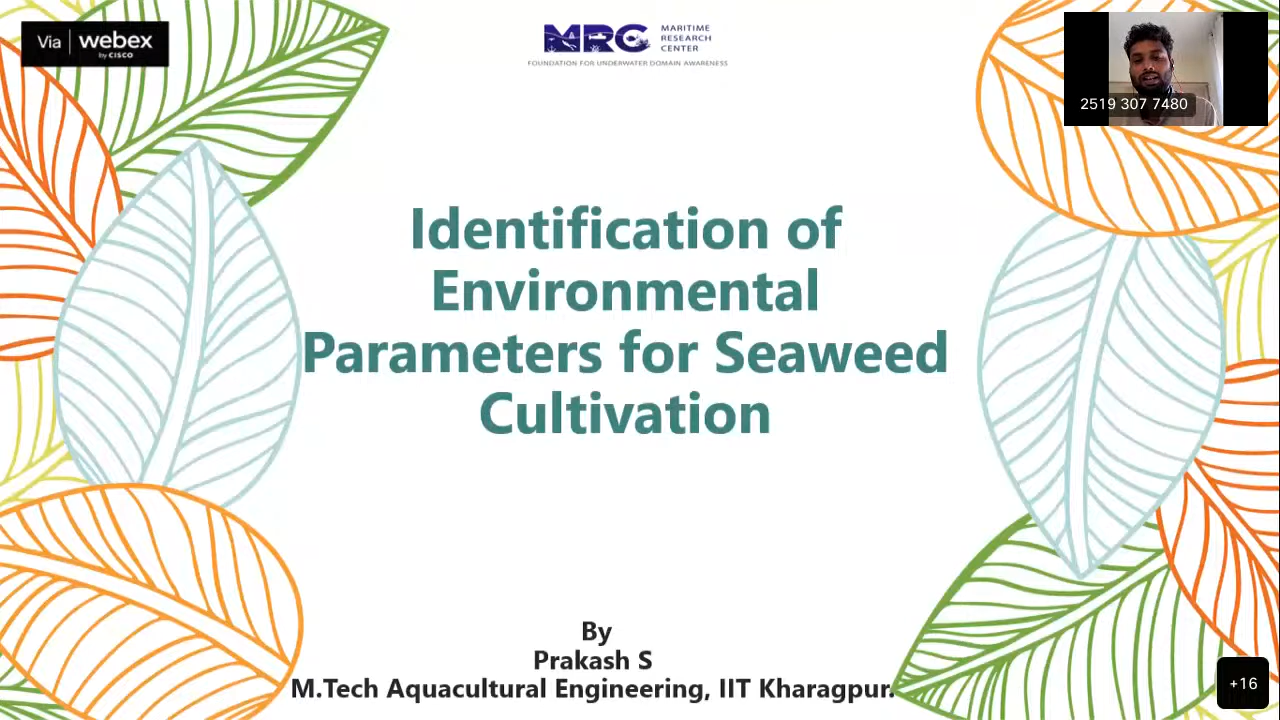 Via | webex
by CISCO
MRC
MARITIME
RESEARCH
CENTER
FOUNDATION FOR UNDERWATER DOMAIN AWARENESS
2519 307 7480
Identification of
Environmental
Parameters for Seaweed
Cultivation
By
Prakash S
M.Tech Aquacultural Engineering, IIT Kharagpur.
+16